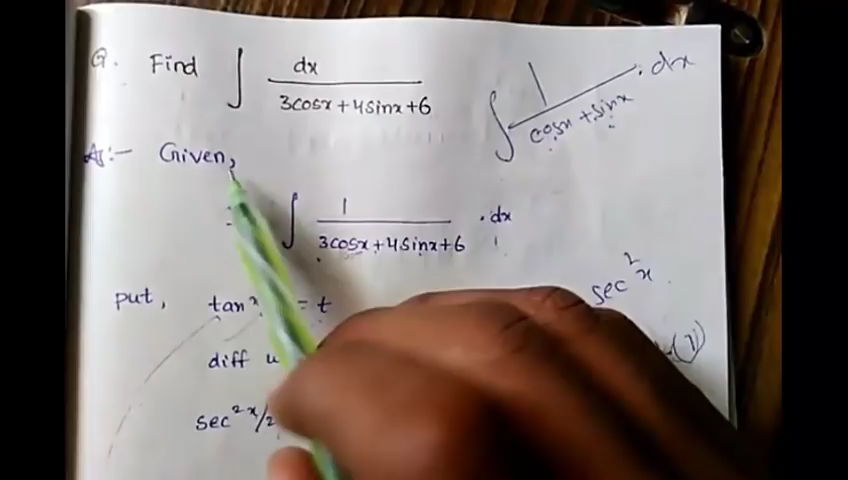 Q. Find ∫ dx / 3cosx+4sinx+6
∫ 1 / cosx+sinx . dx
A:- Given,
∫ 1 / 3cosx+4sinx+6 . dx
put, tan x = t
sec²x
diff
sec²x/2